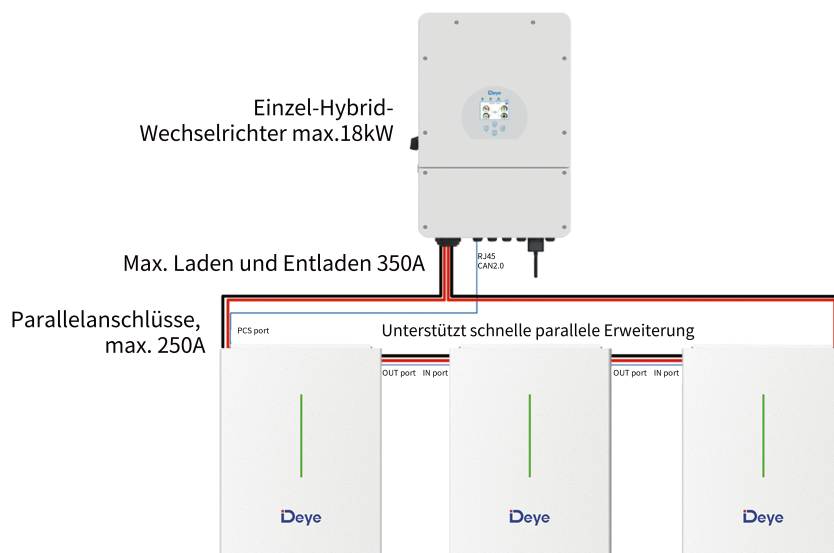 Deye
Einzel-Hybrid-
Wechselrichter max.18kW
Max. Laden und Entladen 350A
RJ45
CAN2.0
Parallelanschlüsse,
max. 250A
PCS port
Unterstützt schnelle parallele Erweiterung
OUT port IN port
OUT port IN port
Deye
Deye
Deye